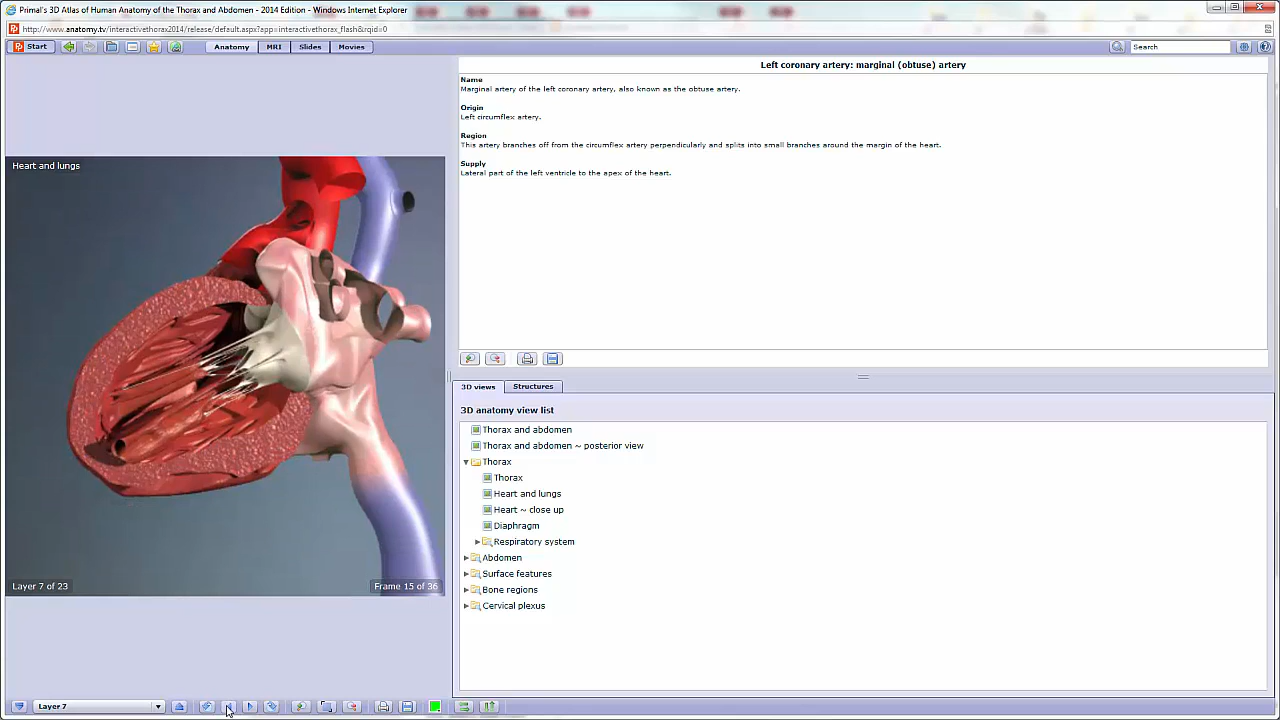 Primal's 3D Atlas of Human Anatomy of the Thorax and Abdomen - 2014 Edition - Windows Internet Explorer
http://www.anatomy.tv/interactivethorax2014/release/default.aspx?app=interactivethorax_flash&rqid=0
Start Anatomy MRI Slides Movies Search
Left coronary artery: marginal (obtuse) artery
Name
Marginal artery of the left coronary artery, also known as the obtuse artery.
Origin
Left circumflex artery.
Region
This artery branches off from the circumflex artery perpendicularly and splits into small branches around the margin of the heart.
Supply
Lateral part of the left ventricle to the apex of the heart.
Heart and lungs
Layer 7 of 23
Frame 15 of 36
3D views Structures
3D anatomy view list
Thorax and abdomen
Thorax and abdomen ~ posterior view
Thorax
Thorax
Heart and lungs
Heart ~ close up
Diaphragm
Respiratory system
Abdomen
Surface features
Bone regions
Cervical plexus
Layer 7